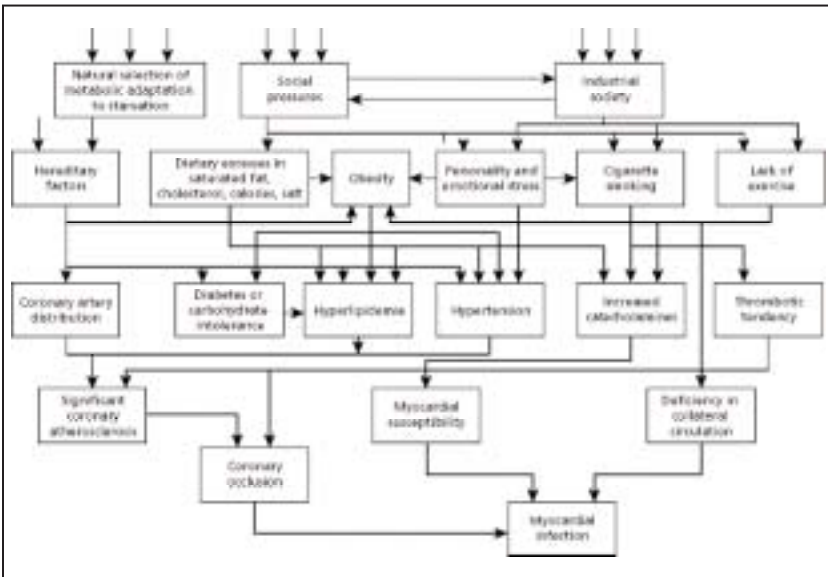 Natural selection of
metabolic adaptation
to starvation
Social
pressures
Industrial
society
Hereditary
factors
Dietary excesses in
saturated fat,
cholesterol, calories, salt
Obesity
Personality and
emotional stress
Cigarette
smoking
Lack of
exercise
Coronary artery
distribution
Diabetes or
carbohydrate
intolerance
Hyperlipidemia
Hypertension
Increased
catecholamines
Thrombotic
tendency
Significant
coronary
atherosclerosis
Myocardial
susceptibility
Deficiency in
collateral
circulation
Coronary
occlusion
Myocardial